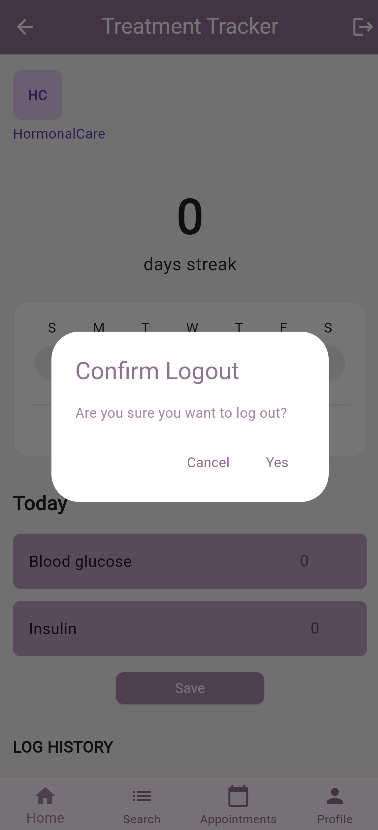 Treatment Tracker
HC
HormonalCare
0
days streak
S M T W T F S
Confirm Logout
Are you sure you want to log out?
Cancel Yes
Today
Blood glucose 0
Insulin 0
Save
LOG HISTORY
Home Search Appointments Profile